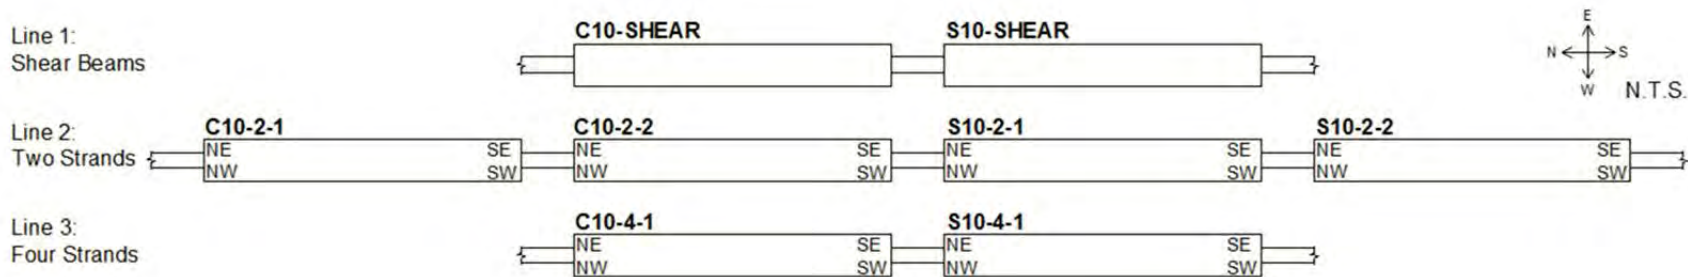 Line 1:
Shear Beams
C10-SHEAR S10-SHEAR
E
N S
W N.T.S.
Line 2:
Two Strands
C10-2-1 C10-2-2 S10-2-1 S10-2-2
NE SE NE SE NE SE NE SE
NW SW NW SW NW SW NW SW
Line 3:
Four Strands
C10-4-1 S10-4-1
NE SE NE SE
NW SW NW SW